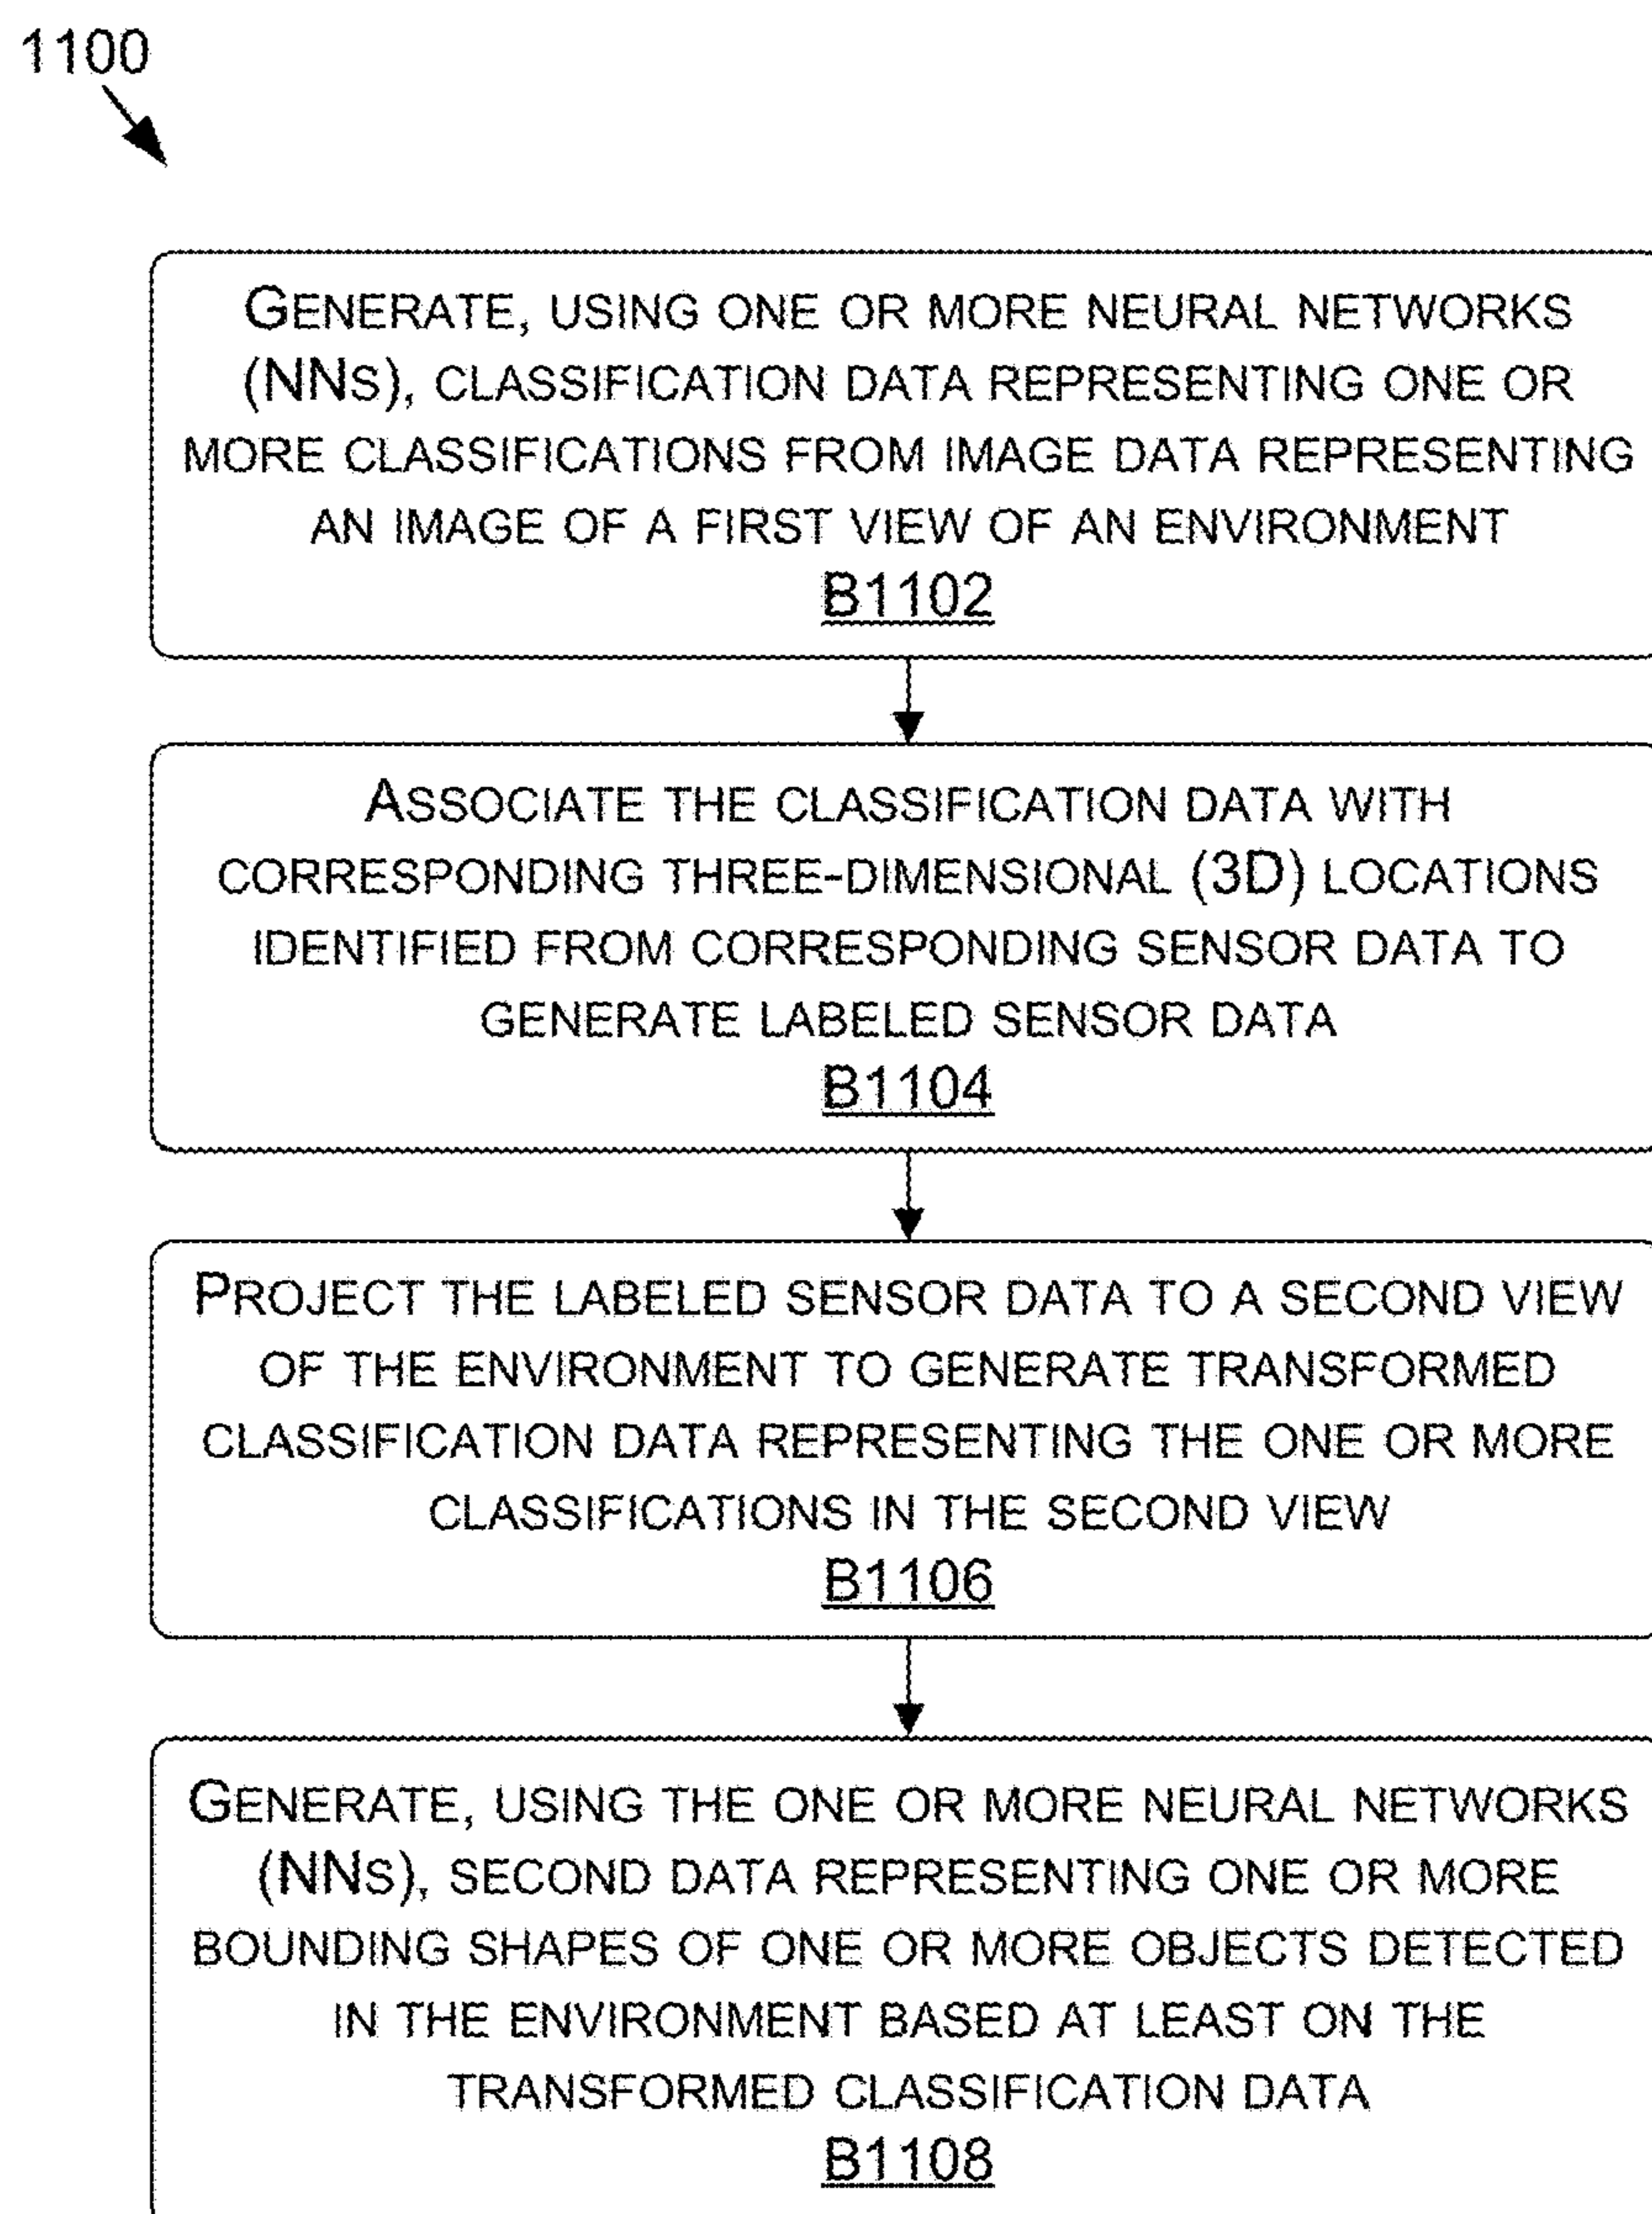 1100
GENERATE, USING ONE OR MORE NEURAL NETWORKS
(NNS), CLASSIFICATION DATA REPRESENTING ONE OR
MORE CLASSIFICATIONS FROM IMAGE DATA REPRESENTING
AN IMAGE OF A FIRST VIEW OF AN ENVIRONMENT
B1102
ASSOCIATE THE CLASSIFICATION DATA WITH
CORRESPONDING THREE-DIMENSIONAL (3D) LOCATIONS
IDENTIFIED FROM CORRESPONDING SENSOR DATA TO
GENERATE LABELED SENSOR DATA
B1104
PROJECT THE LABELED SENSOR DATA TO A SECOND VIEW
OF THE ENVIRONMENT TO GENERATE TRANSFORMED
CLASSIFICATION DATA REPRESENTING THE ONE OR MORE
CLASSIFICATIONS IN THE SECOND VIEW
B1106
GENERATE, USING THE ONE OR MORE NEURAL NETWORKS
(NNS), SECOND DATA REPRESENTING ONE OR MORE
BOUNDING SHAPES OF ONE OR MORE OBJECTS DETECTED
IN THE ENVIRONMENT BASED AT LEAST ON THE
TRANSFORMED CLASSIFICATION DATA
B1108